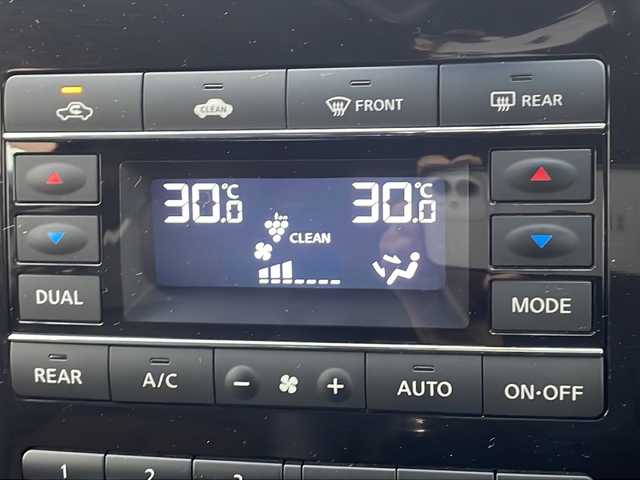 CLEAN
FRONT
REAR
30.0°C 30.0°C
CLEAN
DUAL
MODE
REAR
A/C
− +
AUTO
ON·OFF
1 2